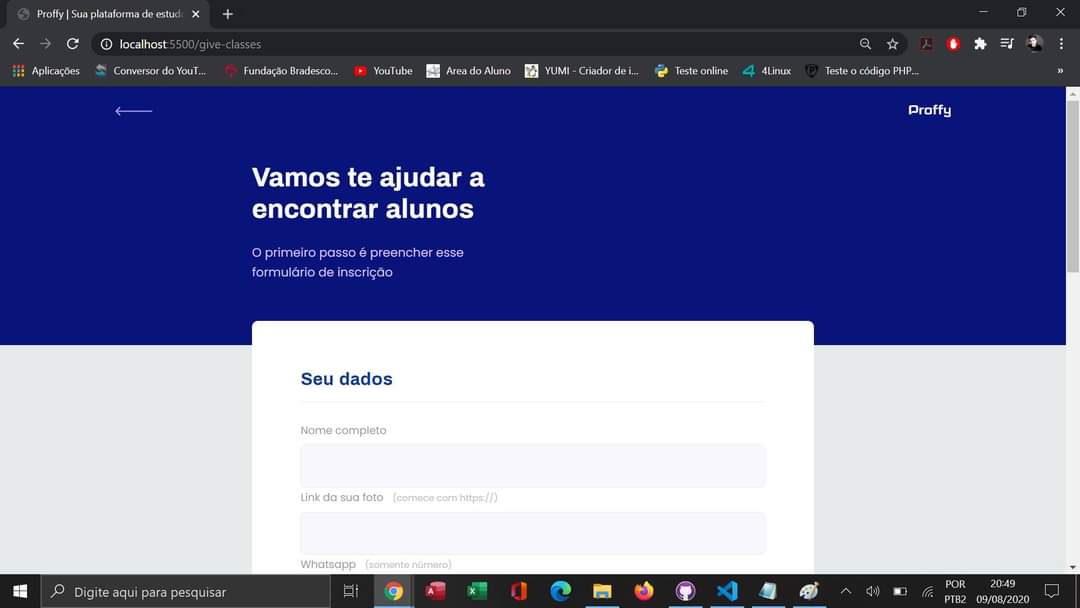 Proffy | Sua plataforma de estud
localhost:5500/give-classes
Aplicações
Conversor do YouT...
Fundação Bradesco...
YouTube
Area do Aluno
YUMI - Criador de i...
Teste online
4Linux
Teste o código PHP...
»
Proffy
Vamos te ajudar a
encontrar alunos
O primeiro passo é preencher esse
formulário de inscrição
Seu dados
Nome completo
Link da sua foto (comece com https://)
Whatsapp (somente número)
Digite aqui para pesquisar
POR
PTB2
20:49
09/08/2020